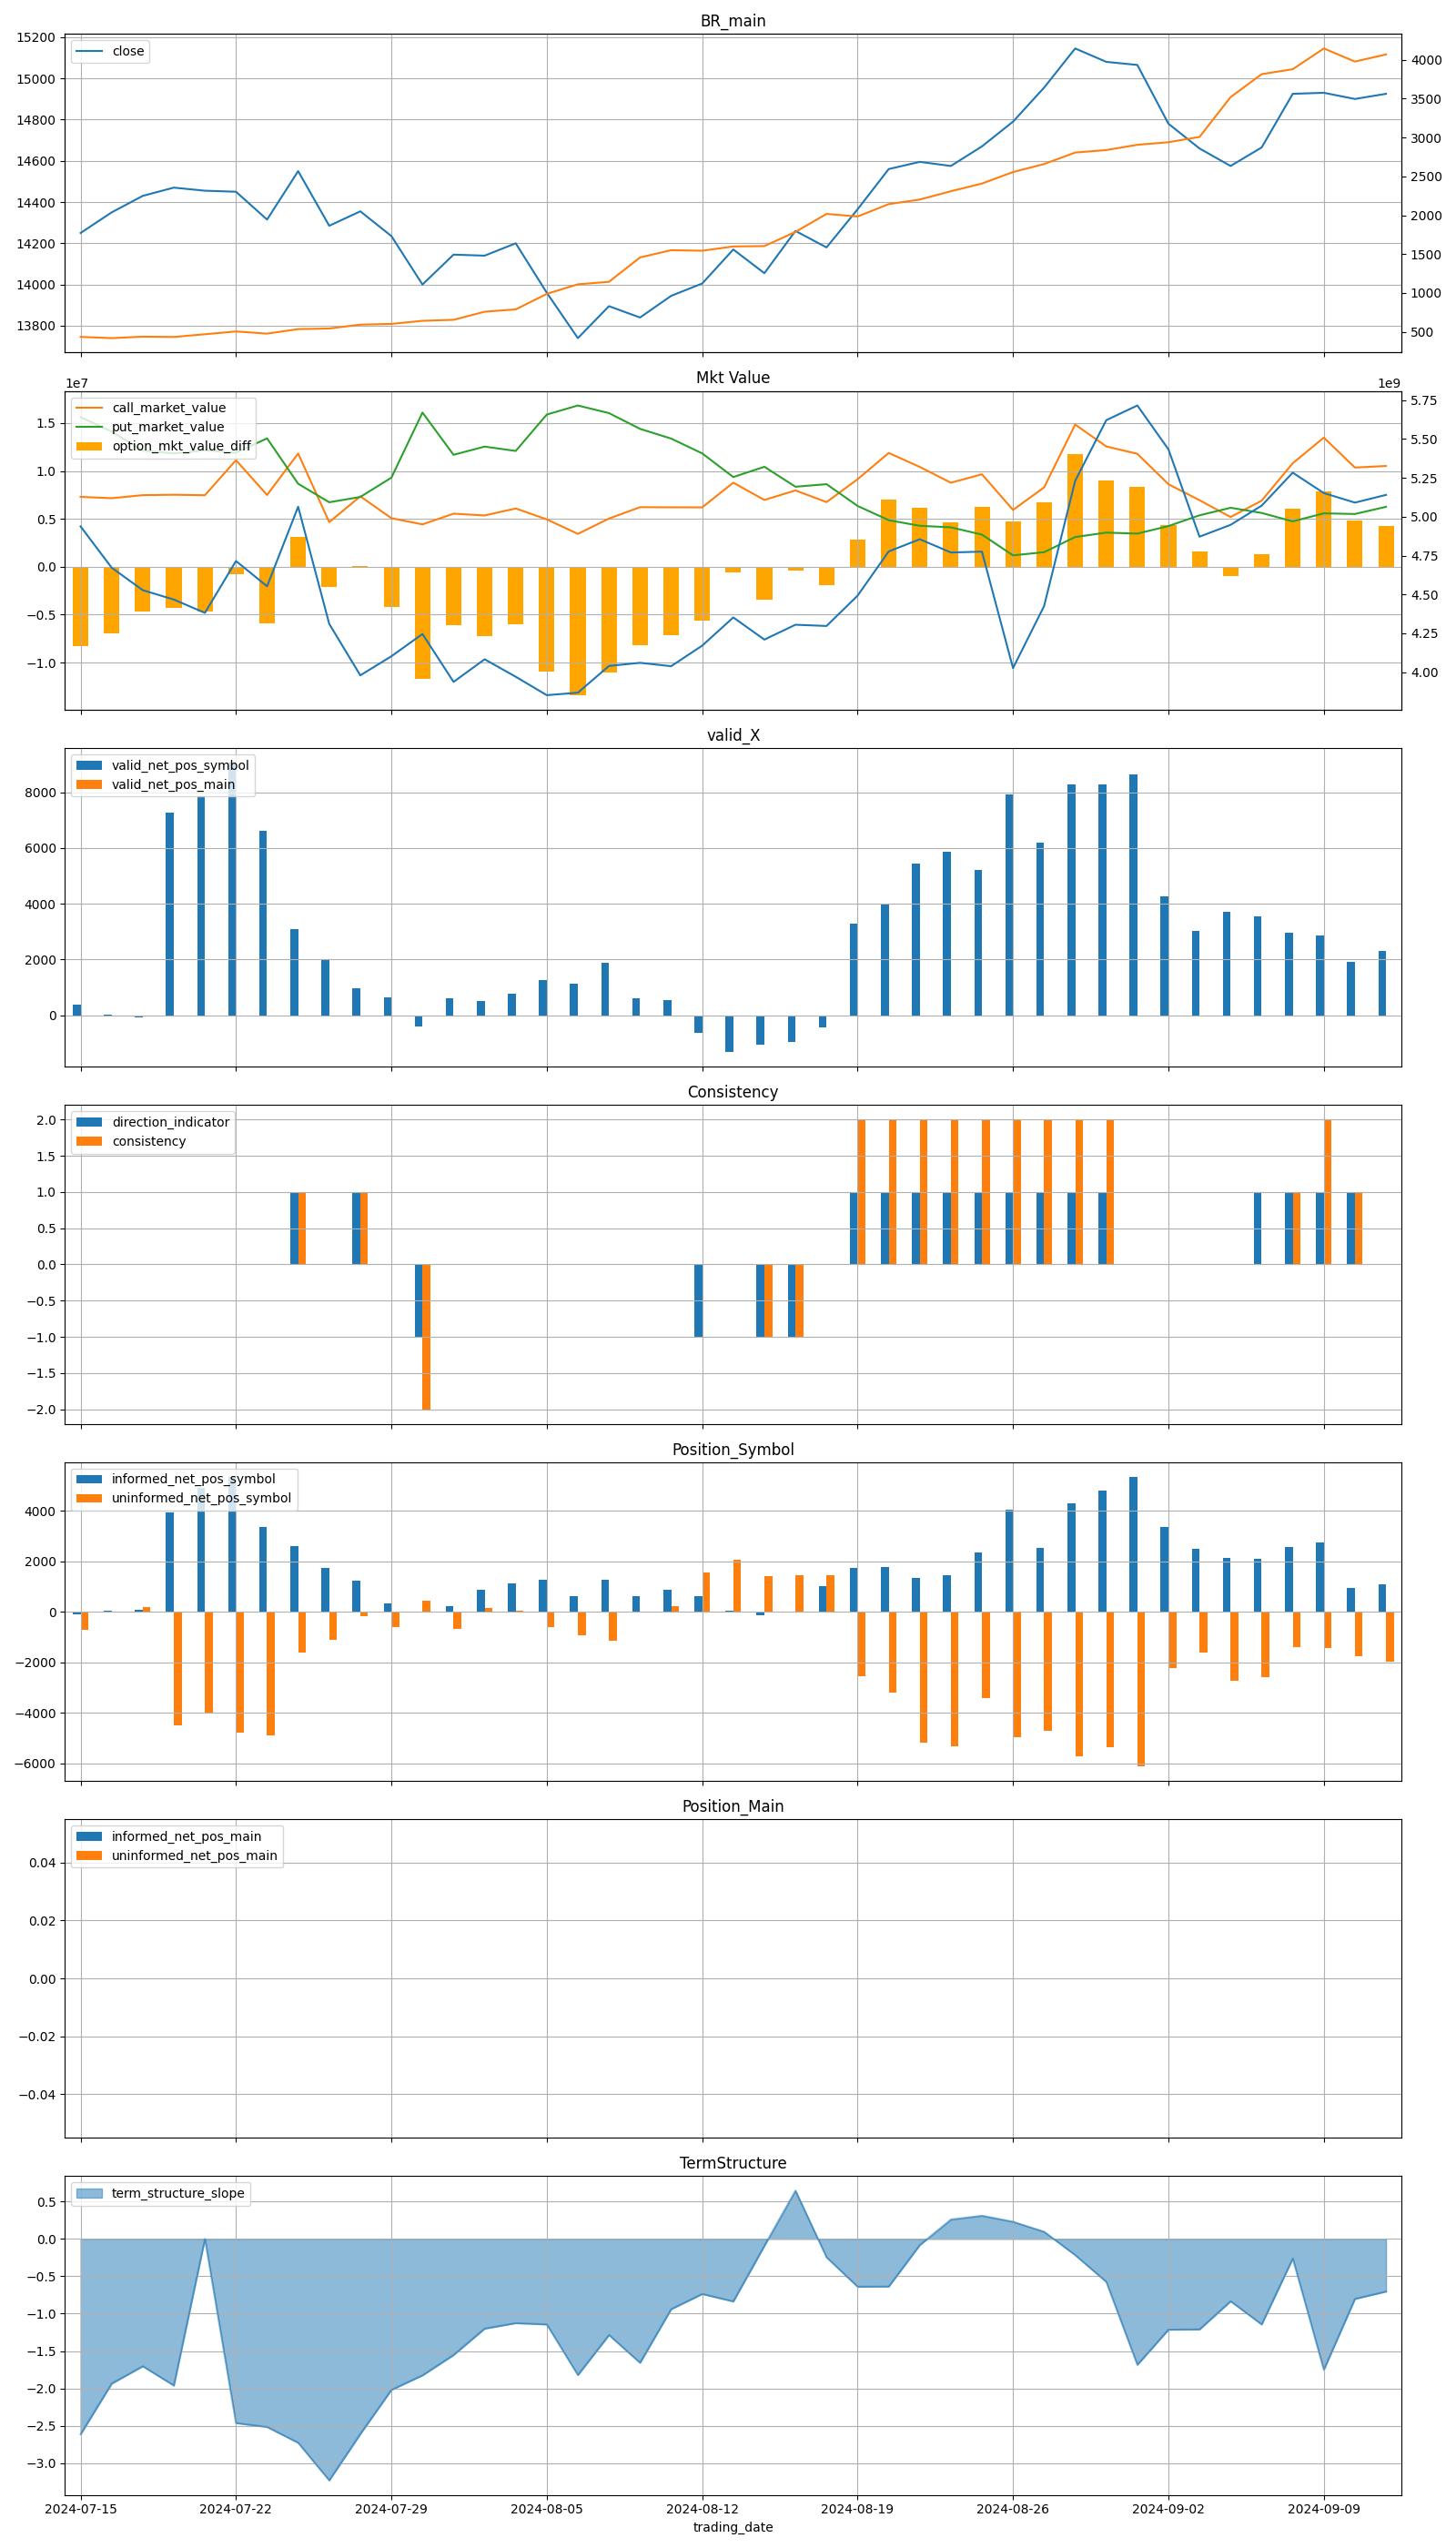 BR_main
close
15200
15000
14800
14600
14400
14200
14000
13800
4000
3500
3000
2500
2000
1500
1000
500
Mkt Value
1e7
1e9
call_market_value
put_market_value
option_mkt_value_diff
1.5
1.0
0.5
0.0
−0.5
−1.0
5.75
5.50
5.25
5.00
4.75
4.50
4.25
4.00
valid_X
valid_net_pos_symbol
valid_net_pos_main
8000
6000
4000
2000
0
Consistency
direction_indicator
consistency
2.0
1.5
1.0
0.5
0.0
−0.5
−1.0
−1.5
−2.0
Position_Symbol
informed_net_pos_symbol
uninformed_net_pos_symbol
4000
2000
0
−2000
−4000
−6000
Position_Main
informed_net_pos_main
uninformed_net_pos_main
0.04
0.02
0.00
−0.02
−0.04
TermStructure
term_structure_slope
0.5
0.0
−0.5
−1.0
−1.5
−2.0
−2.5
−3.0
2024-07-15 2024-07-22 2024-07-29 2024-08-05 2024-08-12 2024-08-19 2024-08-26 2024-09-02 2024-09-09
trading_date